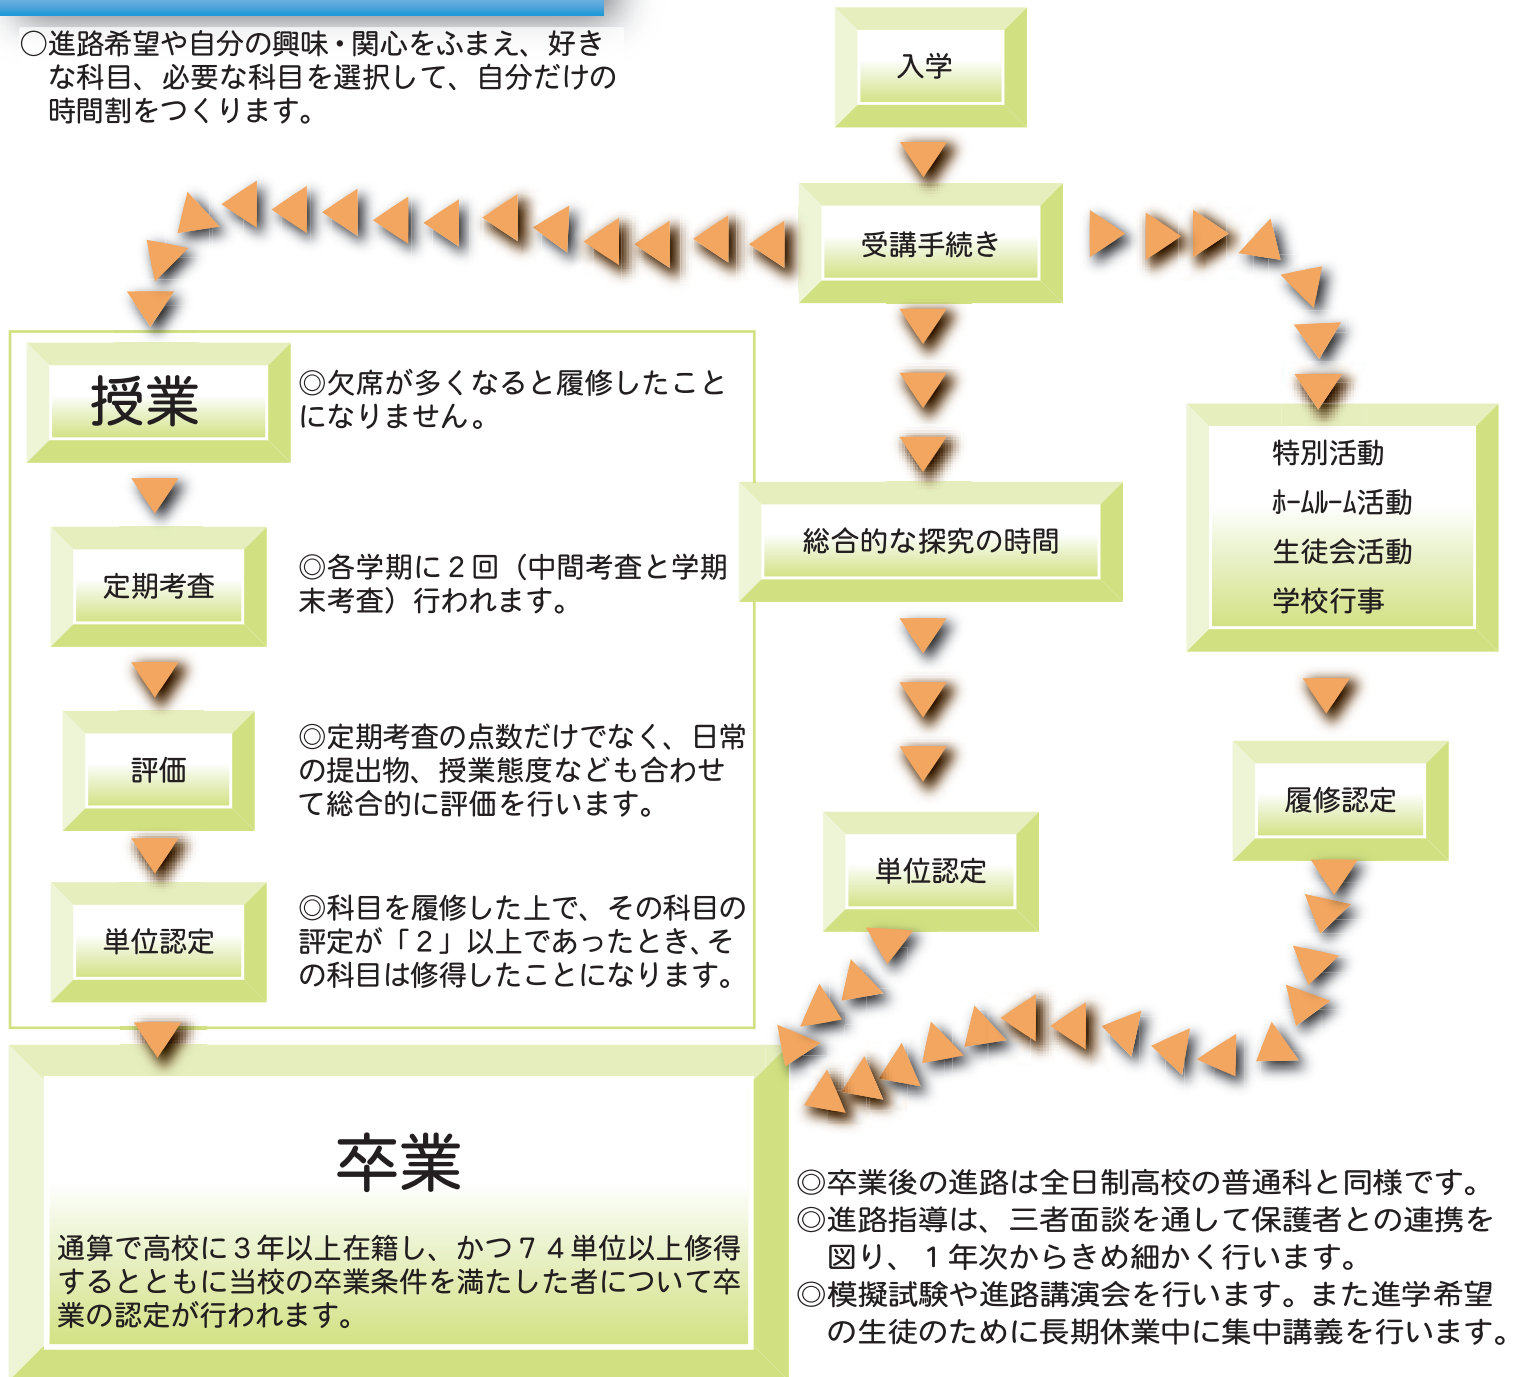 ○進路希望や自分の興味・関心をふまえ、好き
な科目、必要な科目を選択して、自分だけの
時間割をつくります。
入学
受講手続き
授業
◎欠席が多くなると履修したこと
になりません。
定期考査
◎各学期に２回（中間考査と学期
末考査）行われます。
評価
◎定期考査の点数だけでなく、日常
の提出物、授業態度なども合わせ
て総合的に評価を行います。
単位認定
◎科目を履修した上で、その科目の
評定が「２」以上であったとき、そ
の科目は修得したことになります。
総合的な探究の時間
単位認定
特別活動
ﾎｰﾑﾙｰﾑ活動
生徒会活動
学校行事
履修認定
卒業
通算で高校に３年以上在籍し、かつ７４単位以上修得
するとともに当校の卒業条件を満たした者について卒
業の認定が行われます。
◎卒業後の進路は全日制高校の普通科と同様です。
◎進路指導は、三者面談を通して保護者との連携を
図り、１年次からきめ細かく行います。
◎模擬試験や進路講演会を行います。また進学希望
の生徒のために長期休業中に集中講義を行います。